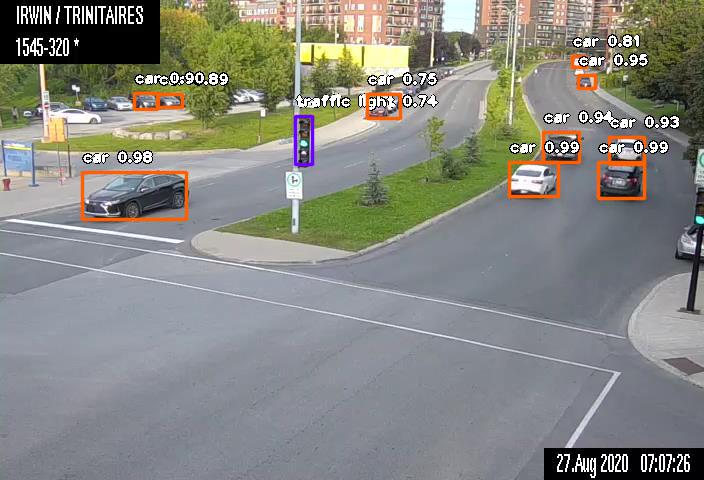 IRWIN / TRINITAIRES
1545-320 *
car 0.81
car 0.95
car 0.75
0.89
traffic light 0.74
car 0.94
car 0.93
car 0.98
car 0.99
car 0.99
27.Aug 2020 07:07:26